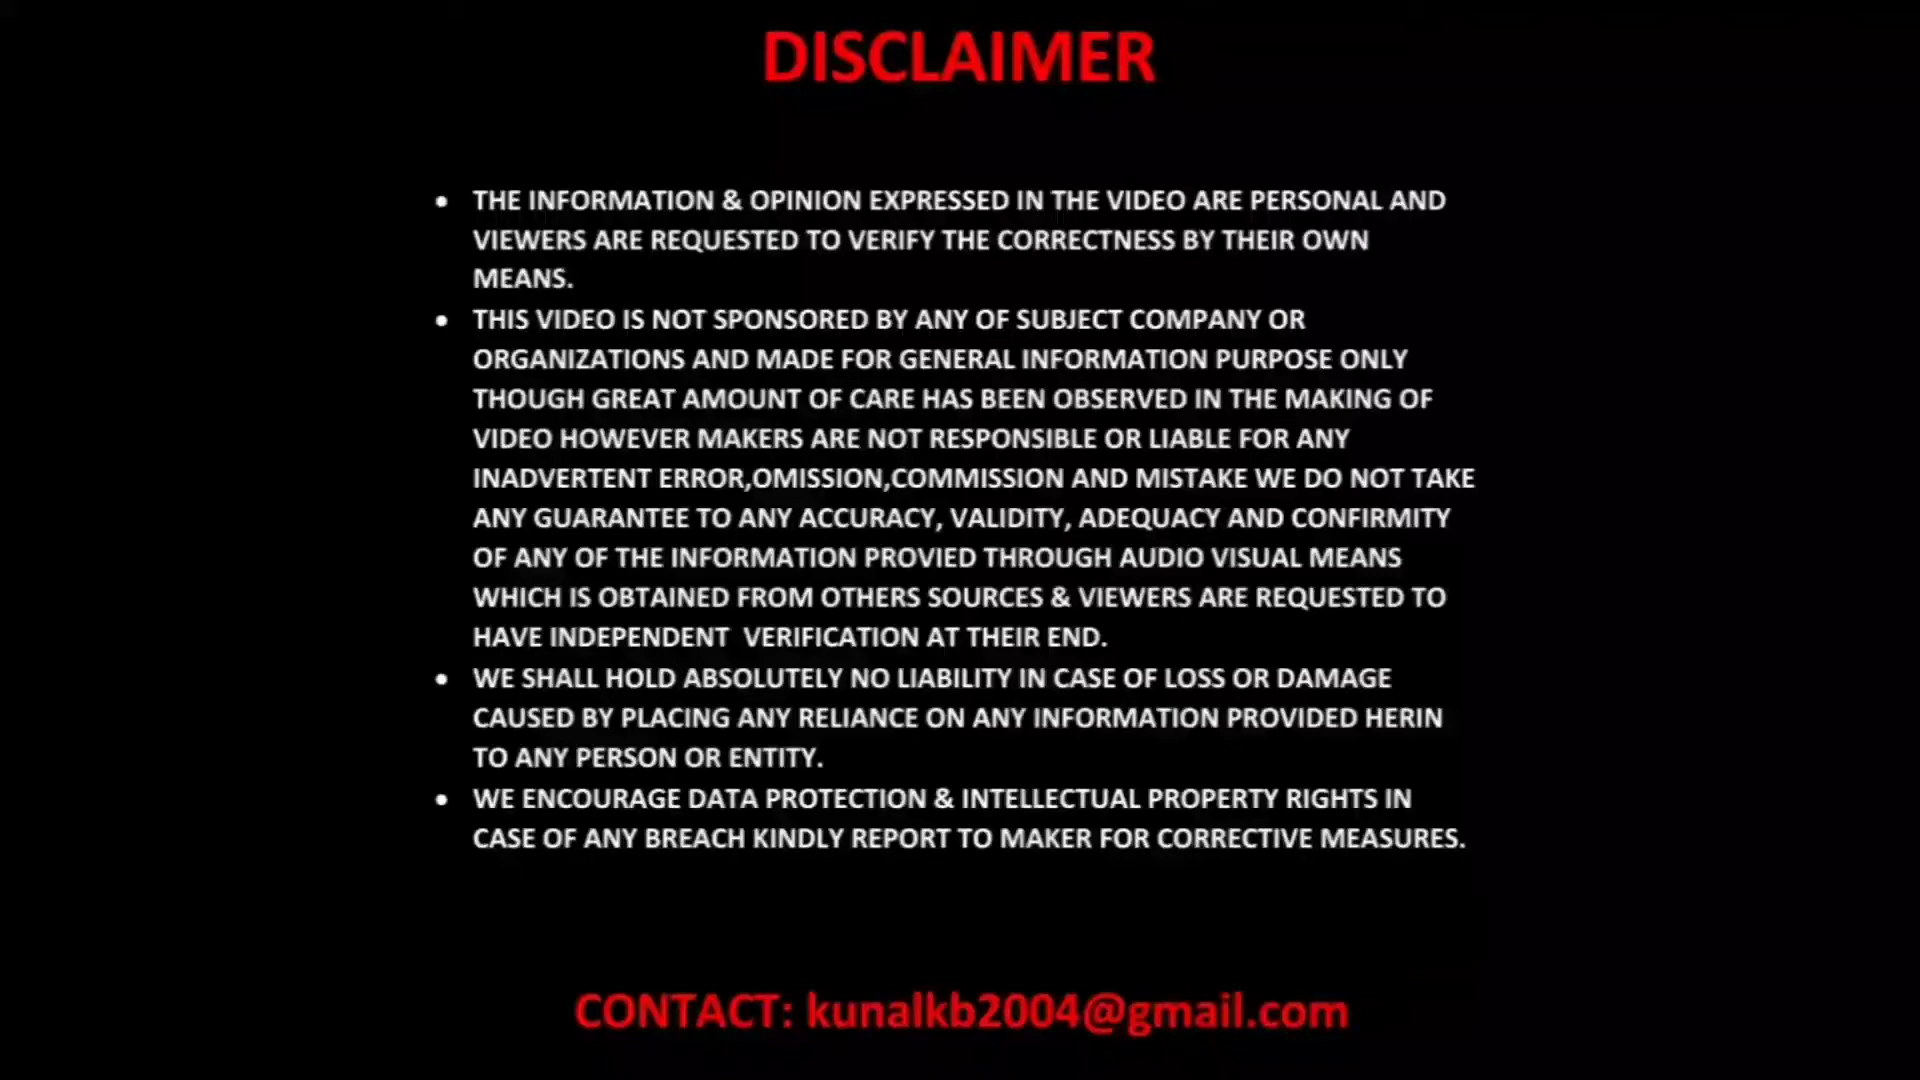 DISCLAIMER
• THE INFORMATION & OPINION EXPRESSED IN THE VIDEO ARE PERSONAL AND
VIEWERS ARE REQUESTED TO VERIFY THE CORRECTNESS BY THEIR OWN
MEANS.
• THIS VIDEO IS NOT SPONSORED BY ANY OF SUBJECT COMPANY OR
ORGANIZATIONS AND MADE FOR GENERAL INFORMATION PURPOSE ONLY
THOUGH GREAT AMOUNT OF CARE HAS BEEN OBSERVED IN THE MAKING OF
VIDEO HOWEVER MAKERS ARE NOT RESPONSIBLE OR LIABLE FOR ANY
INADVERTENT ERROR,OMISSION,COMMISSION AND MISTAKE WE DO NOT TAKE
ANY GUARANTEE TO ANY ACCURACY, VALIDITY, ADEQUACY AND CONFIRMITY
OF ANY OF THE INFORMATION PROVIED THROUGH AUDIO VISUAL MEANS
WHICH IS OBTAINED FROM OTHERS SOURCES & VIEWERS ARE REQUESTED TO
HAVE INDEPENDENT  VERIFICATION AT THEIR END.
• WE SHALL HOLD ABSOLUTELY NO LIABILITY IN CASE OF LOSS OR DAMAGE
CAUSED BY PLACING ANY RELIANCE ON ANY INFORMATION PROVIDED HERIN
TO ANY PERSON OR ENTITY.
• WE ENCOURAGE DATA PROTECTION & INTELLECTUAL PROPERTY RIGHTS IN
CASE OF ANY BREACH KINDLY REPORT TO MAKER FOR CORRECTIVE MEASURES.
CONTACT: kunalkb2004@gmail.com